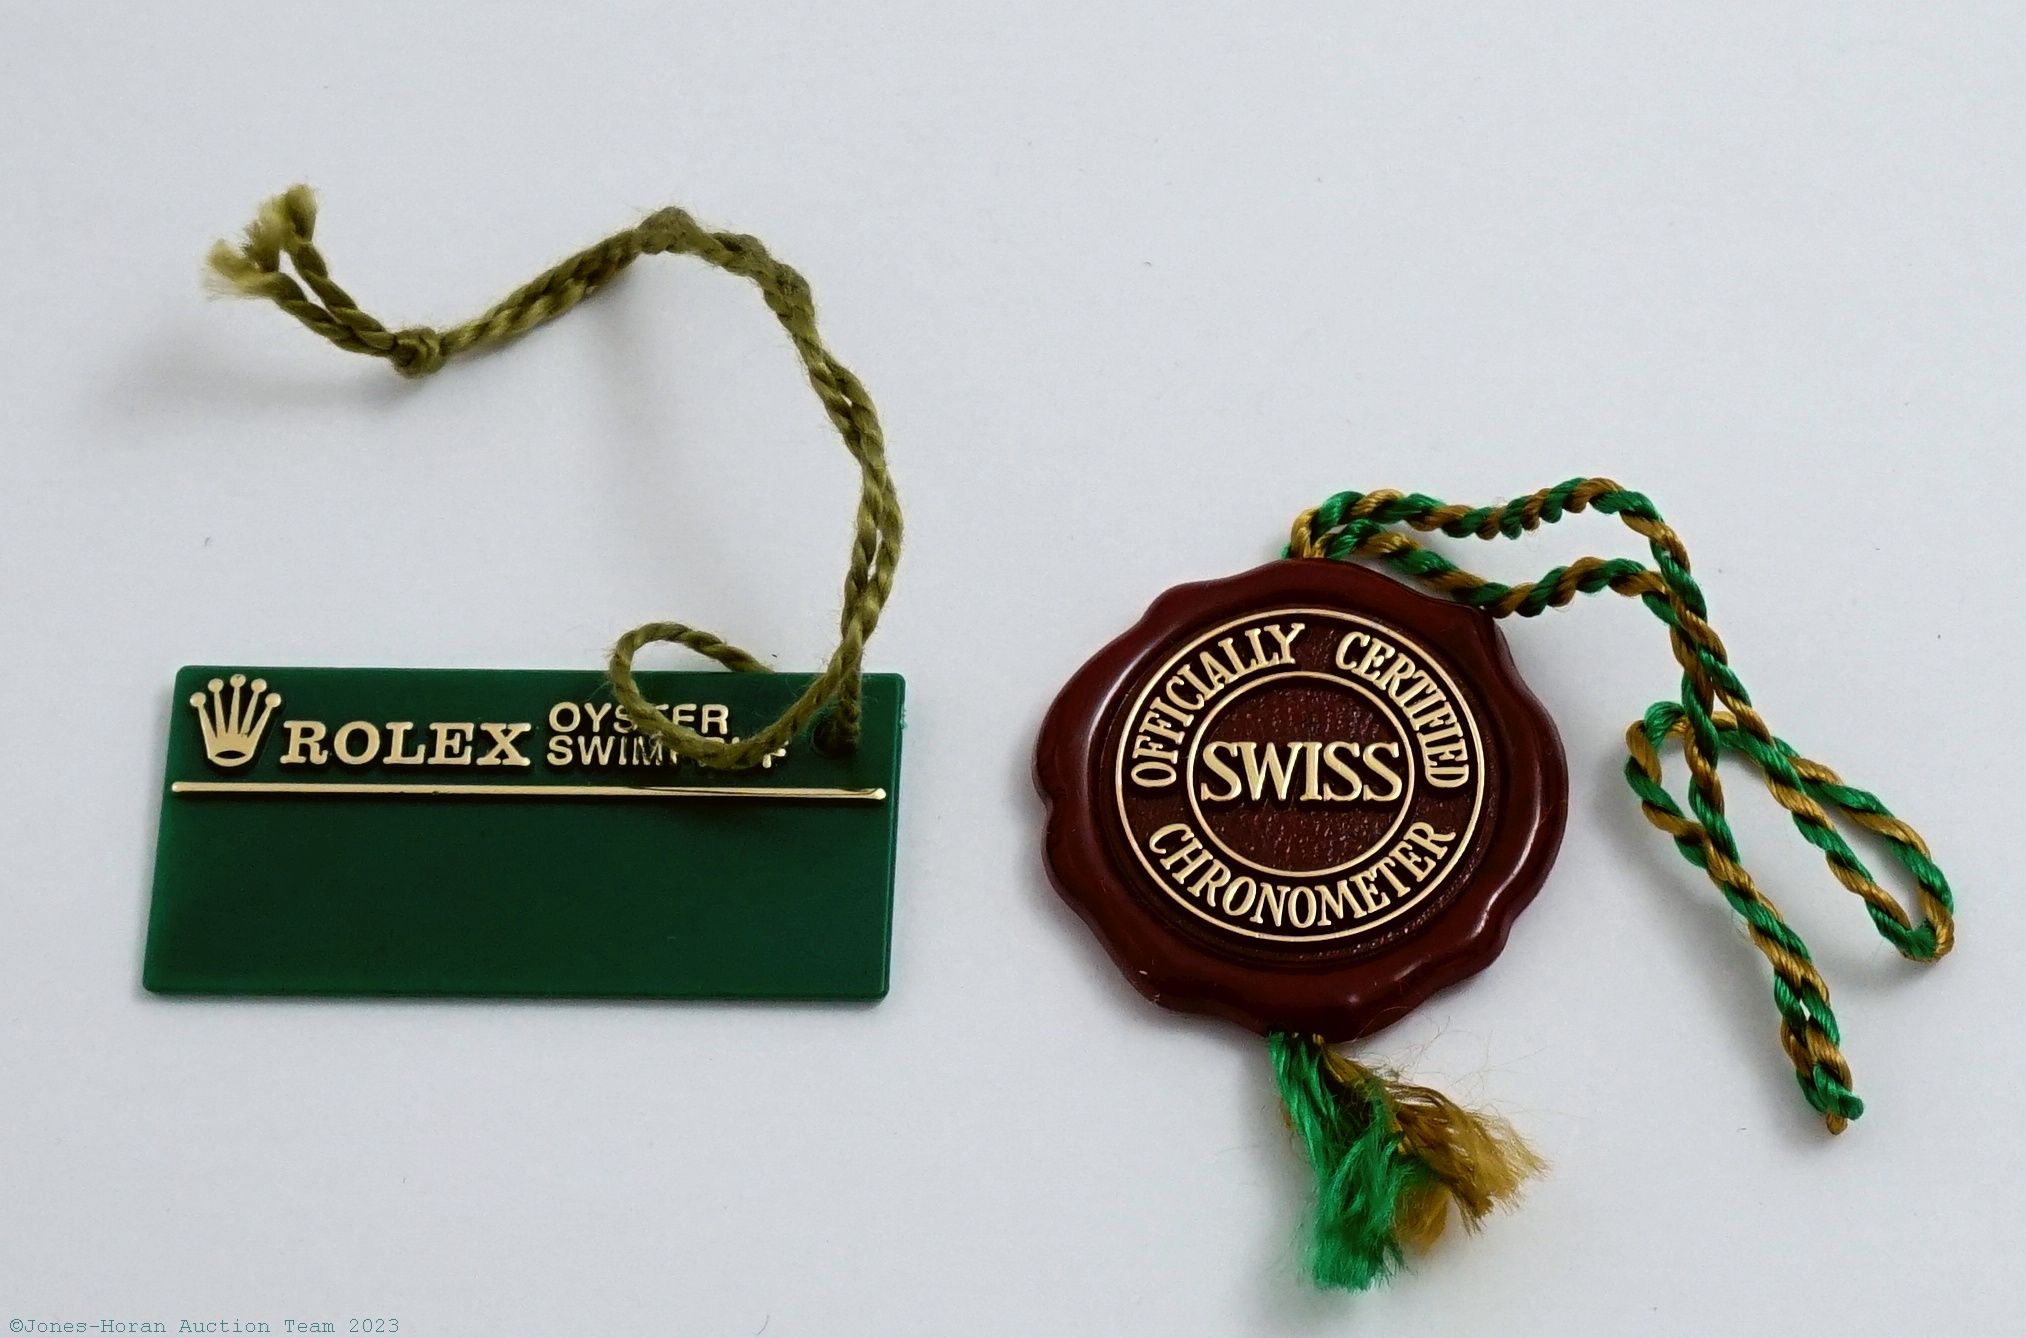 ROLEX
OYSTER
OFFICIALLY CERTIFIED
SWISS
CHRONOMETER
©Jones-Horan Auction Team 2023